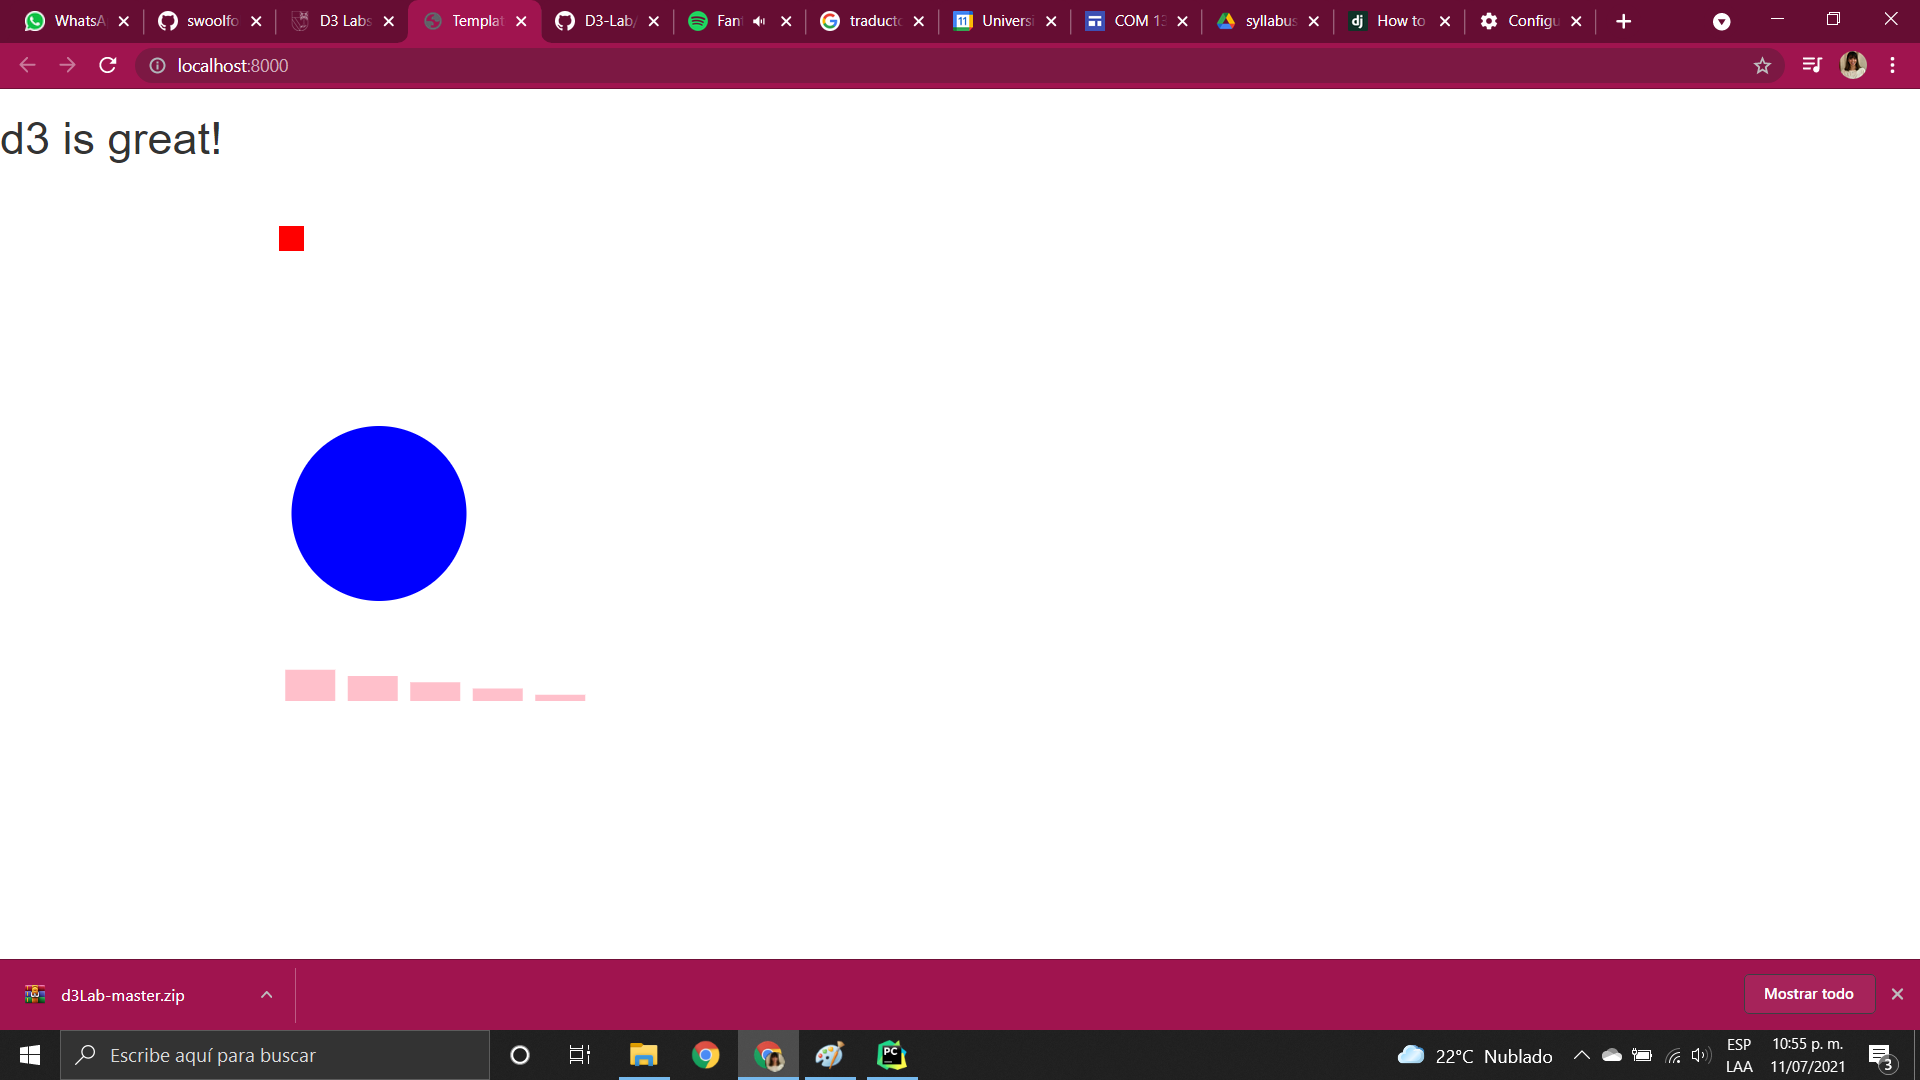 WhatsA
swoolfo
D3 Labs
Templat
D3-Lab/
Fan
traducto
Universi
COM 13
syllabus
How to
Configu
localhost:8000
d3 is great!
d3Lab-master.zip
Mostrar todo
Escribe aquí para buscar
PC
22°C Nublado
ESP
LAA
10:55 p. m.
11/07/2021
3